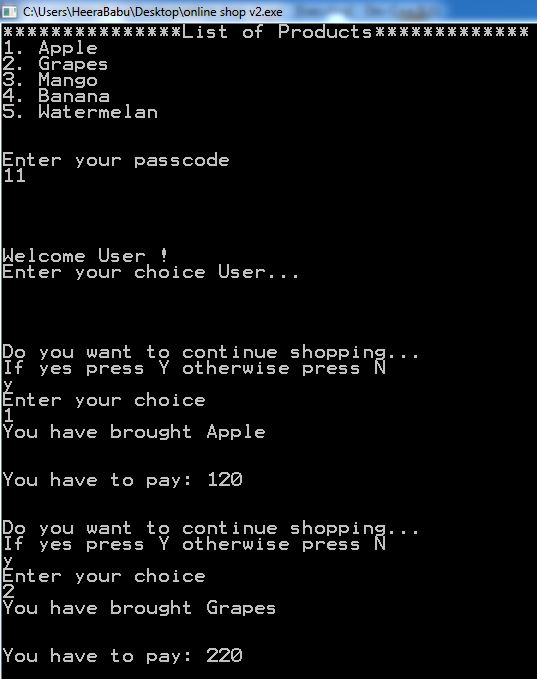 C:\Users\HeeraBabu\Desktop\online shop v2.exe
***************List of Products*************
1. Apple
2. Grapes
3. Mango
4. Banana
5. Watermelan
Enter your passcode
11
Welcome User !
Enter your choice User...
Do you want to continue shopping...
If yes press Y otherwise press N
y
Enter your choice
1
You have brought Apple
You have to pay: 120
Do you want to continue shopping...
If yes press Y otherwise press N
y
Enter your choice
2
You have brought Grapes
You have to pay: 220